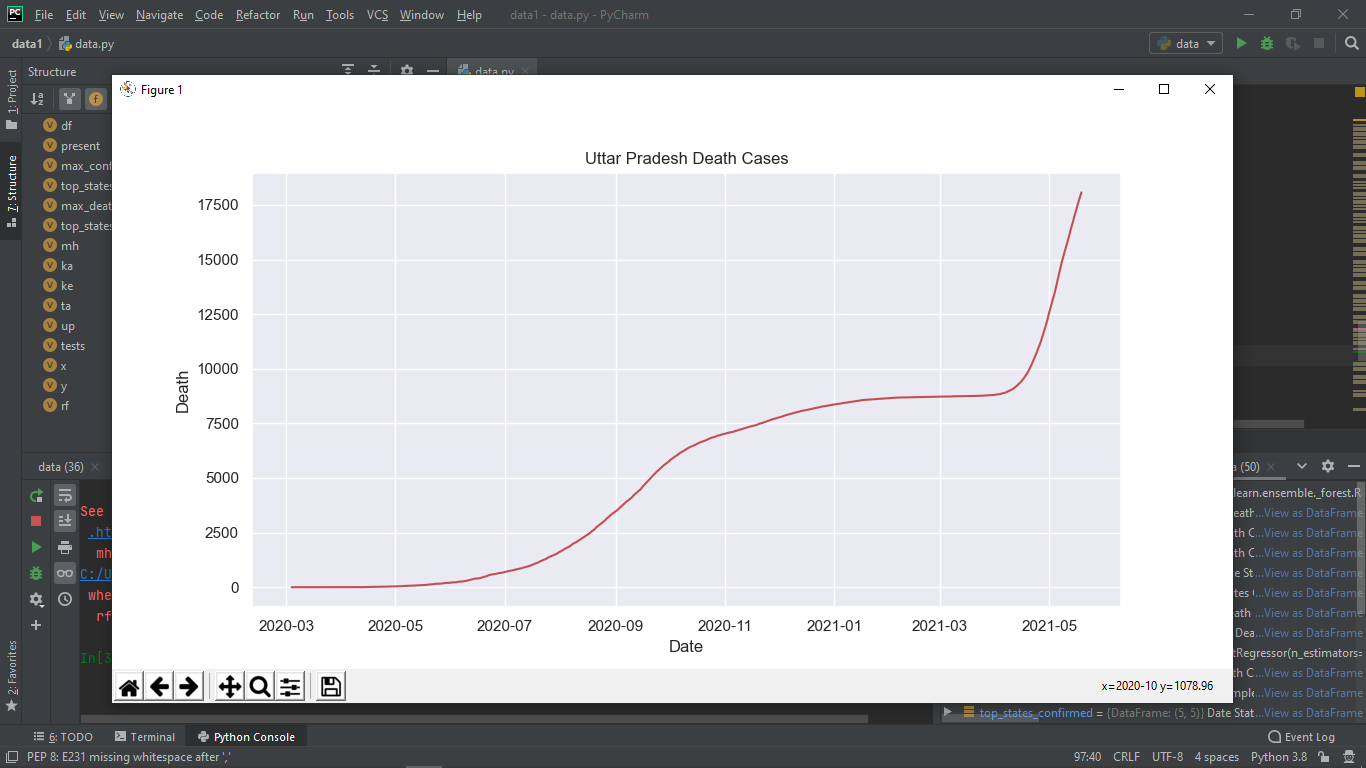 File Edit View Navigate Code Refactor Run Tools VCS Window Help data1 - data.py - PyCharm
data1 data.py data
1: Project
Structure data.py
Figure 1
7: Structure
df
present
max_conf
top_states
max_deat
top_states
mh
ka
ke
ta
up
tests
x
y
rf
Uttar Pradesh Death Cases
17500
15000
12500
10000
7500
5000
2500
0
Death
2020-03 2020-05 2020-07 2020-09 2020-11 2021-01 2021-03 2021-05
Date
x=2020-10 y=1078.96
data (36)
See
.ht
mh
C:/U
whe
rf
In[3
2: Favorites
(50)
learn.ensemble._forest.R
eath...View as DataFrame
th C...View as DataFrame
th C...View as DataFrame
e St...View as DataFrame
tes ...View as DataFrame
ath ...View as DataFrame
Dea...View as DataFrame
tRegressor(n_estimators=
th C...View as DataFrame
mple...View as DataFrame
top_states_confirmed = {DataFrame: (5, 5)} Date Stat...View as DataFrame
6: TODO Terminal Python Console Event Log
PEP 8: E231 missing whitespace after ',' 97:40 CRLF UTF-8 4 spaces Python 3.8